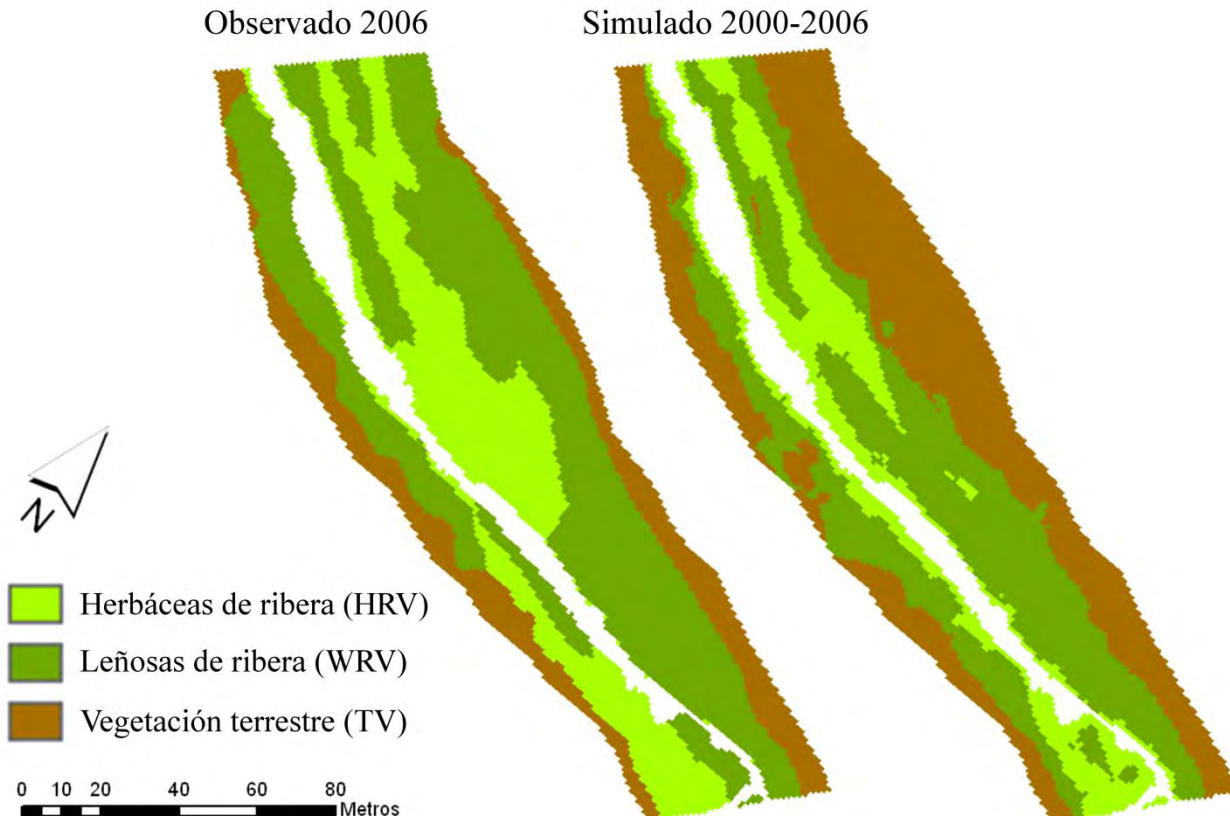 Observado 2006
Simulado 2000-2006
N
Herbáceas de ribera (HRV)
Leñosas de ribera (WRV)
Vegetación terrestre (TV)
0 10 20 40 60 80
Metros